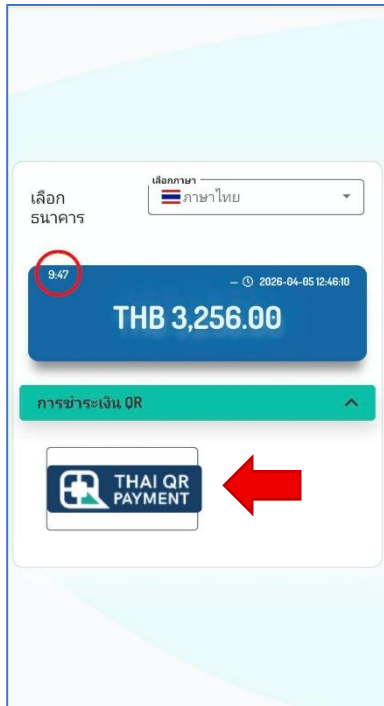 เลือกภาษา
เลือก
ธนาคาร
ภาษาไทย
9:47
– 2026-04-05 12:46:10
THB 3,256.00
การชำระเงิน QR
THAI QR
PAYMENT